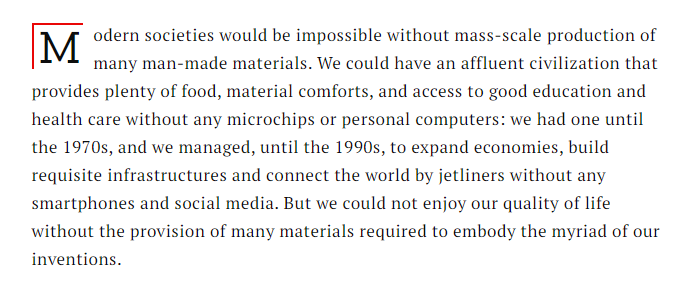 Modern societies would be impossible without mass-scale production of
many man-made materials. We could have an affluent civilization that
provides plenty of food, material comforts, and access to good education and
health care without any microchips or personal computers: we had one until
the 1970s, and we managed, until the 1990s, to expand economies, build
requisite infrastructures and connect the world by jetliners without any
smartphones and social media. But we could not enjoy our quality of life
without the provision of many materials required to embody the myriad of our
inventions.